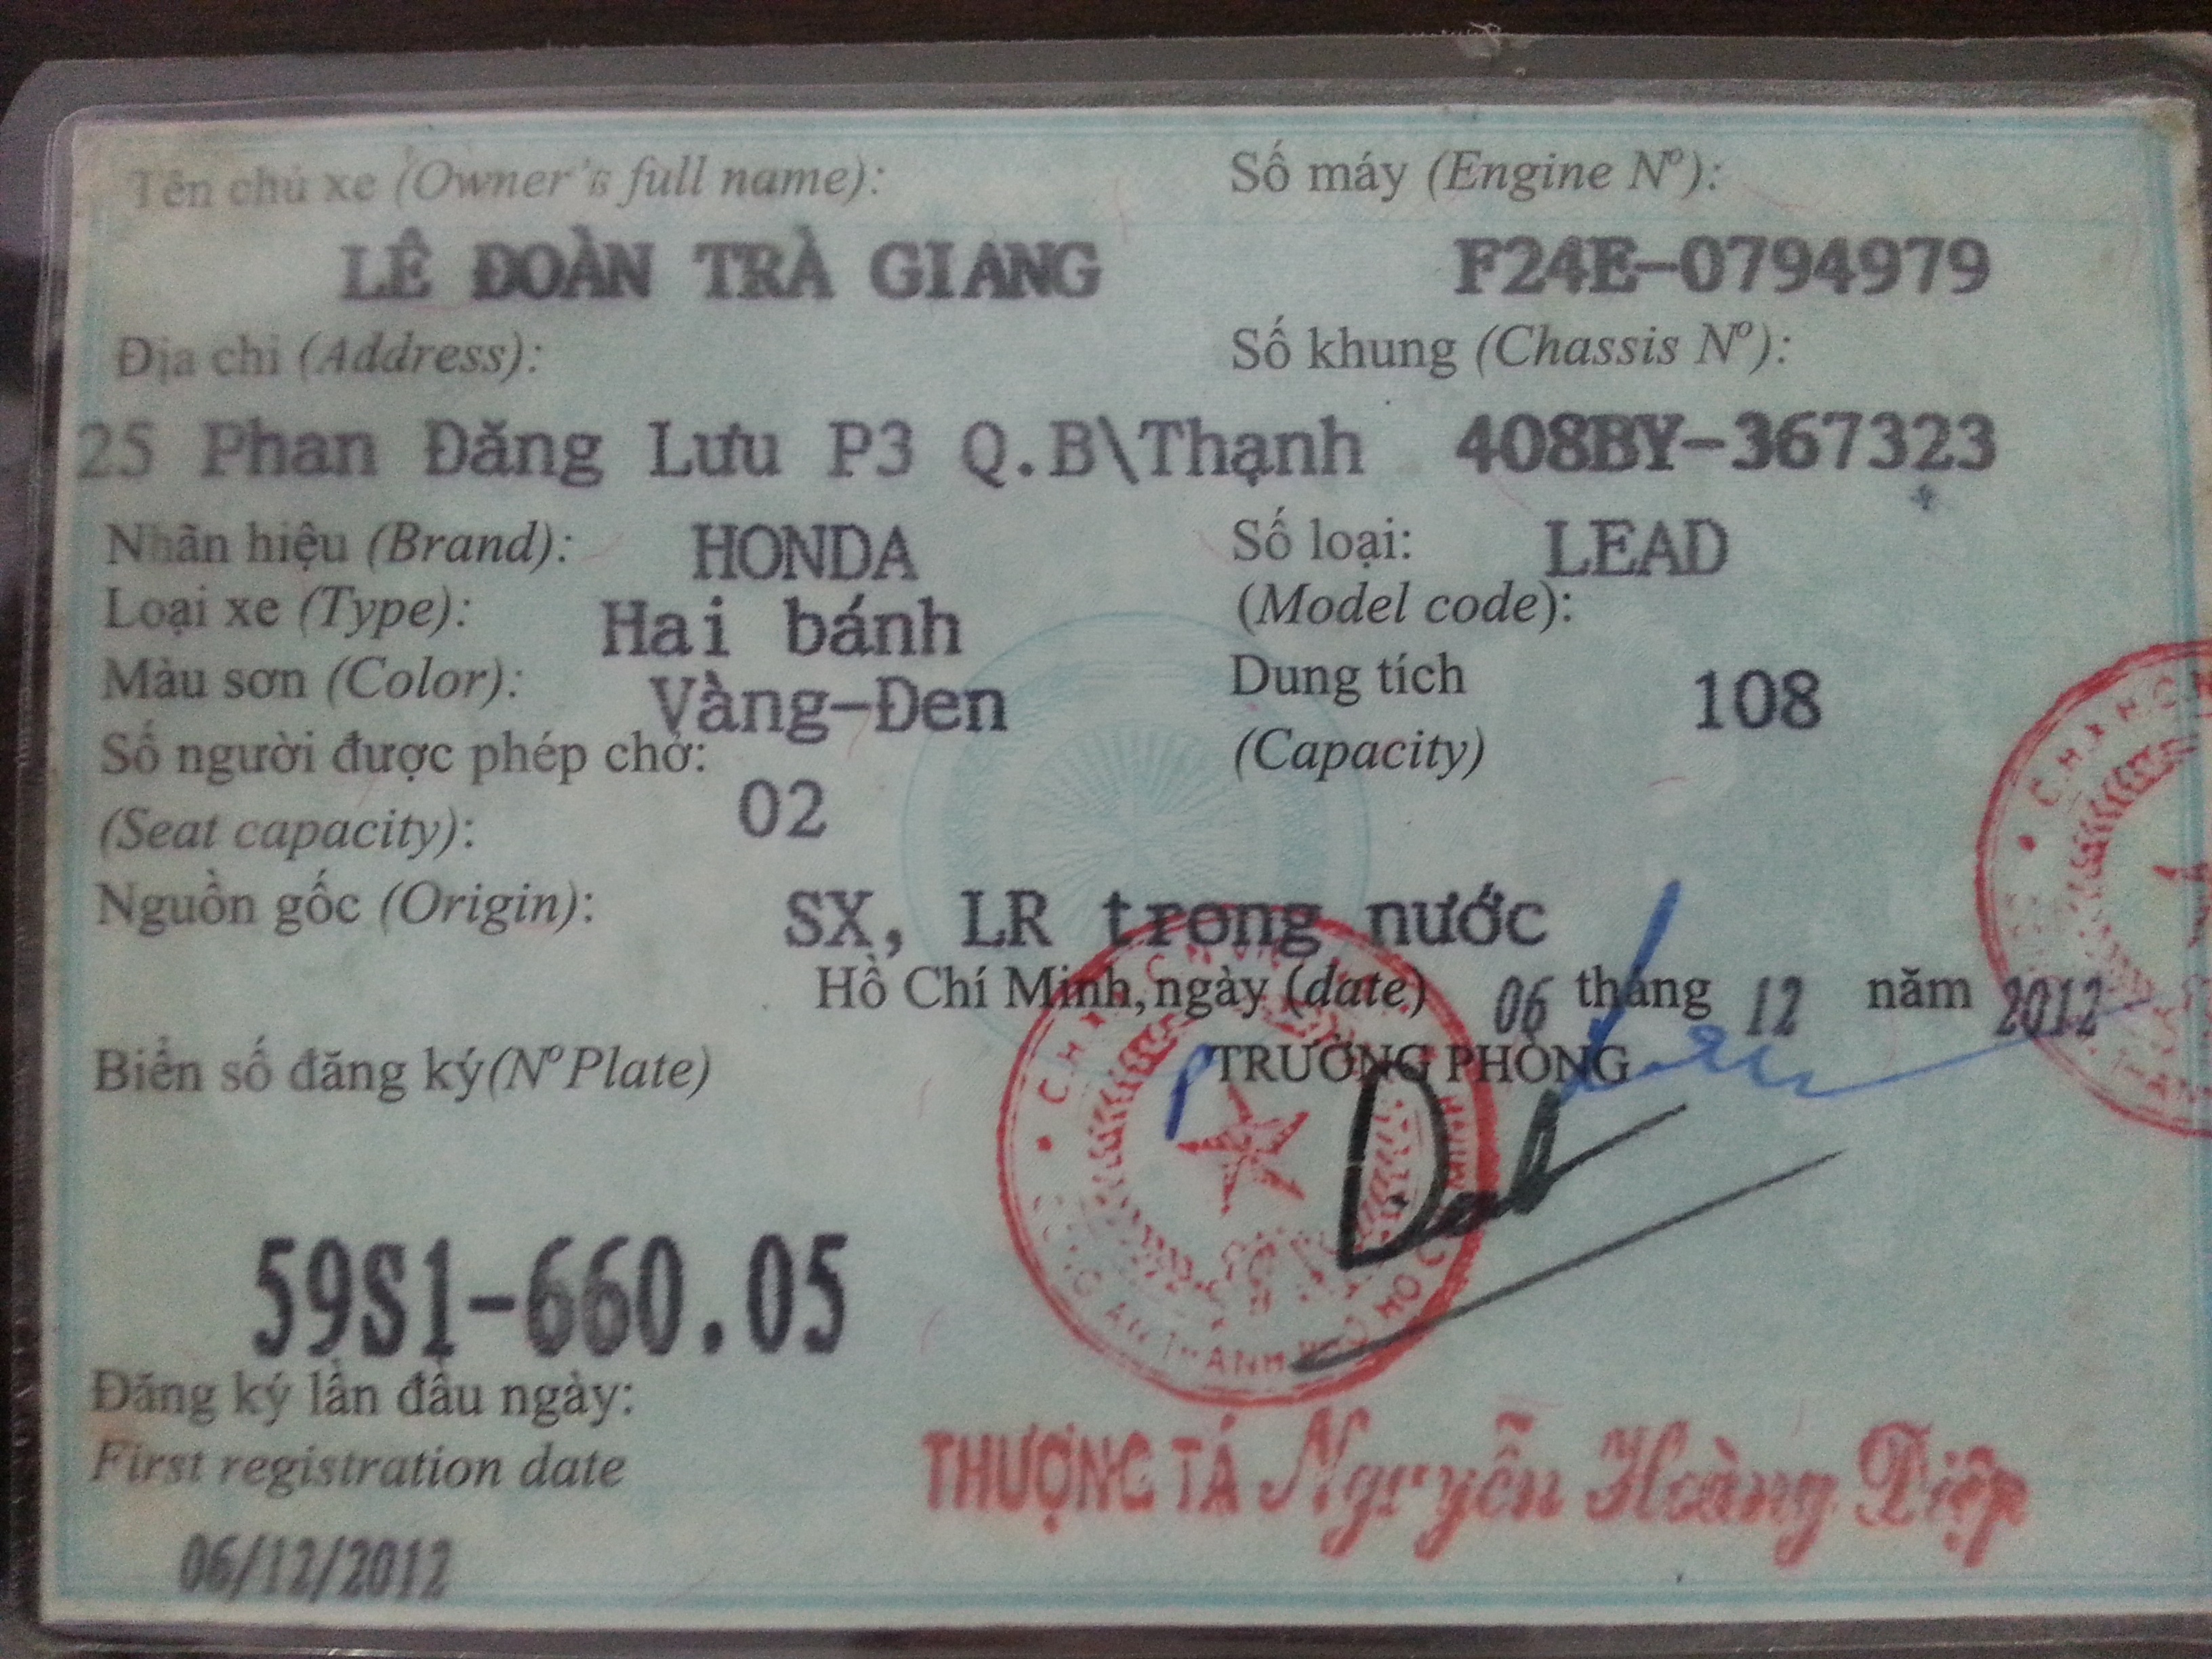 Tên chủ xe (Owner's full name): Số máy (Engine Nº):
LÊ ĐOÀN TRÀ GIANG F24E-0794979
Địa chỉ (Address): Số khung (Chassis Nº):
25 Phan Đăng Lưu P3 Q.B\Thạnh 408BY-367323
Nhãn hiệu (Brand): HONDA Số loại: LEAD
Loại xe (Type): Hai bánh (Model code):
Màu sơn (Color): Vàng-Đen Dung tích 108
Số người được phép chở: 02 (Capacity)
(Seat capacity):
Nguồn gốc (Origin): SX, LR trong nước
Hồ Chí Minh, ngày (date) 06 tháng 12 năm 2012
Biển số đăng ký (Nº Plate) TRƯỞNG PHÒNG
59S1-660.05
Đăng ký lần đầu ngày:
First registration date
06/12/2012
THƯỢNG TÁ Nguyễn Hoàng Diệp